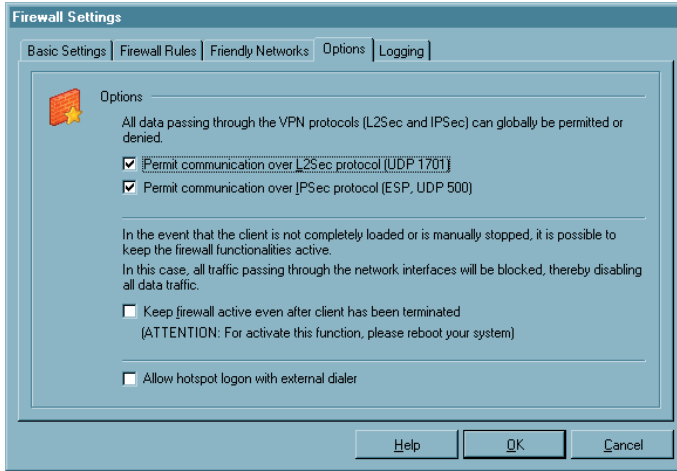 Firewall Settings
Basic Settings Firewall Rules Friendly Networks Options Logging
Options
All data passing through the VPN protocols (L2Sec and IPSec) can globally be permitted or
denied.
Permit communication over L2Sec protocol (UDP 1701)
Permit communication over IPSec protocol (ESP, UDP 500)
In the event that the client is not completely loaded or is manually stopped, it is possible to
keep the firewall functionalities active.
In this case, all traffic passing through the network interfaces will be blocked, thereby disabling
all data traffic.
Keep firewall active even after client has been terminated
(ATTENTION: For activate this function, please reboot your system)
Allow hotspot logon with external dialer
Help OK Cancel